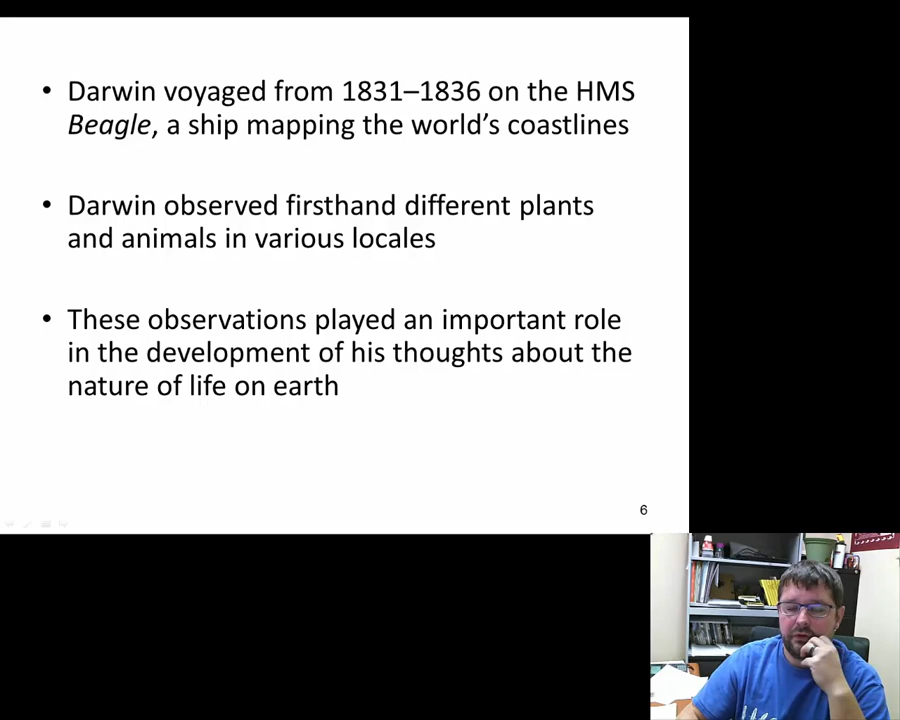 • Darwin voyaged from 1831–1836 on the HMS
Beagle, a ship mapping the world's coastlines
• Darwin observed firsthand different plants
and animals in various locales
• These observations played an important role
in the development of his thoughts about the
nature of life on earth
6